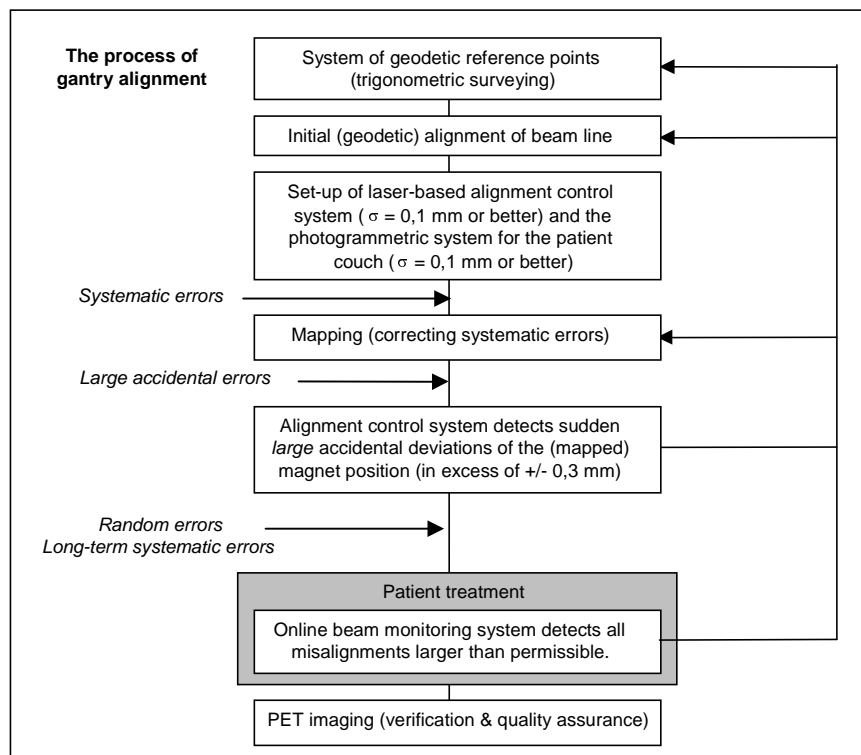 The process of
gantry alignment
System of geodetic reference points
(trigonometric surveying)
Initial (geodetic) alignment of beam line
Set-up of laser-based alignment control
system ( σ = 0,1 mm or better) and the
photogrammetric system for the patient
couch ( σ = 0,1 mm or better)
Systematic errors
Mapping (correcting systematic errors)
Large accidental errors
Alignment control system detects sudden
large accidental deviations of the (mapped)
magnet position (in excess of +/- 0,3 mm)
Random errors
Long-term systematic errors
Patient treatment
Online beam monitoring system detects all
misalignments larger than permissible.
PET imaging (verification & quality assurance)